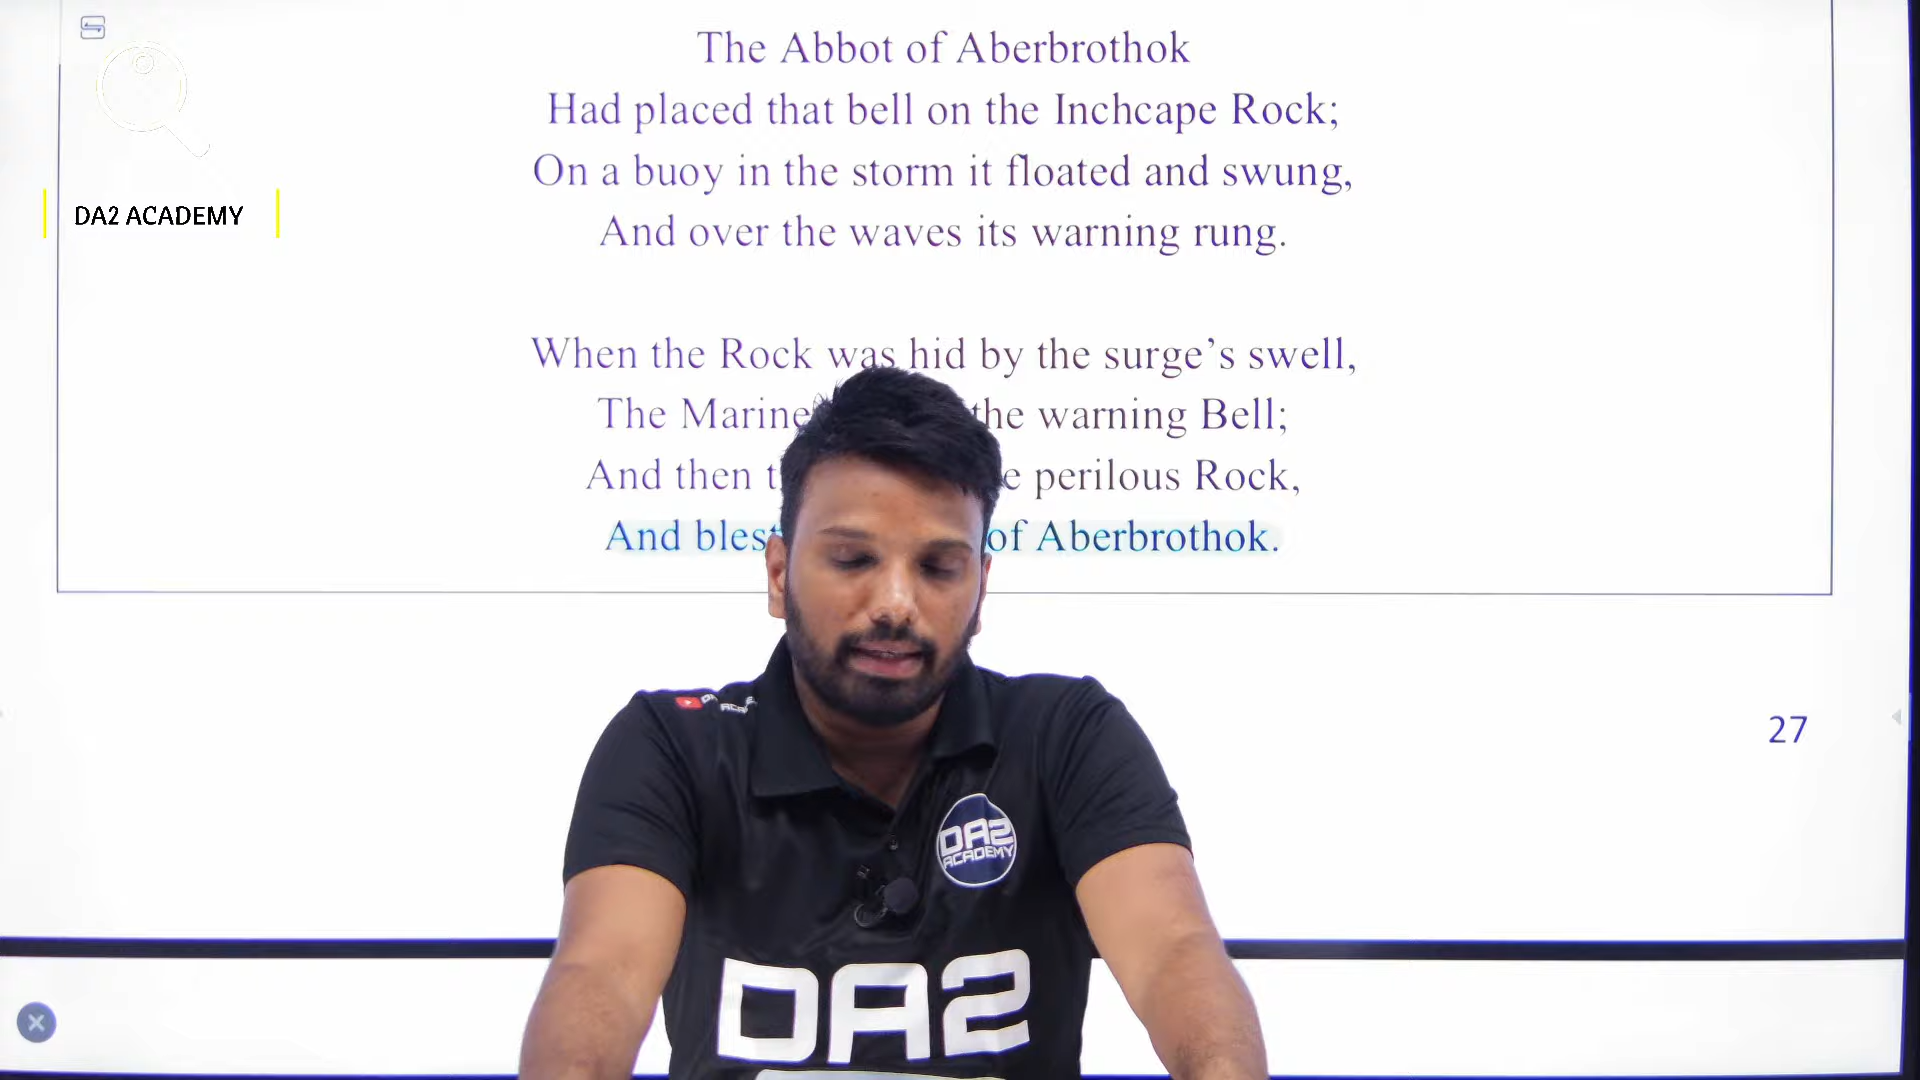 The Abbot of Aberbrothok
Had placed that bell on the Inchcape Rock;
On a buoy in the storm it floated and swung,
And over the waves its warning rung.
DA2 ACADEMY
When the Rock was hid by the surge’s swell,
The the warning Bell;
And then perilous Rock,
And of Aberbrothok.
27
DA2
ACADEMY
DA2